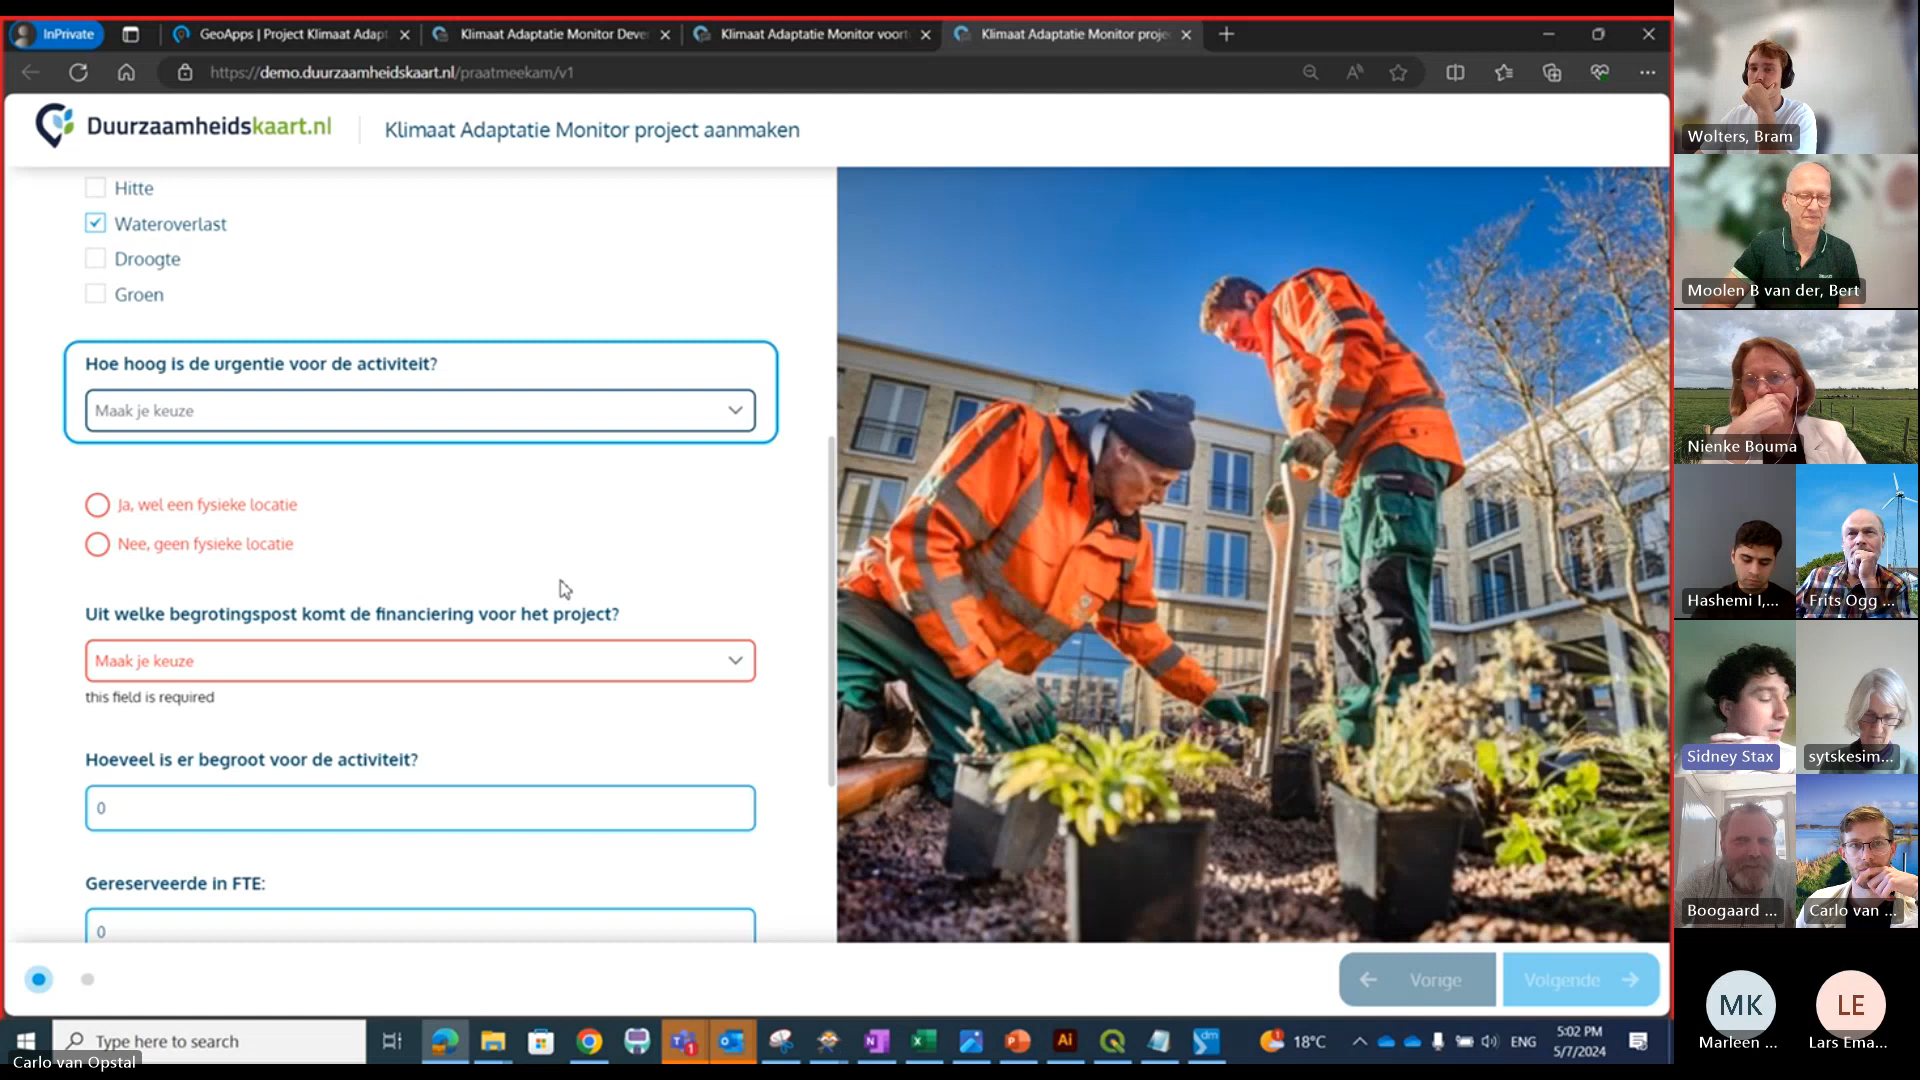 InPrivate
GeoApps | Project Klimaat Adapt
Klimaat Adaptatie Monitor Deve
Klimaat Adaptatie Monitor voort
Klimaat Adaptatie Monitor proje
https://demo.duurzaamheidskaart.nl/praatmeekam/v1
Duurzaamheidskaart.nl
Klimaat Adaptatie Monitor project aanmaken
Hitte
Wateroverlast
Droogte
Groen
Hoe hoog is de urgentie voor de activiteit?
Maak je keuze
Ja, wel een fysieke locatie
Nee, geen fysieke locatie
Uit welke begrotingspost komt de financiering voor het project?
Maak je keuze
this field is required
Hoeveel is er begroot voor de activiteit?
0
Gereserveerde in FTE:
0
Vorige
Volgende
Type here to search
18°C
ENG
5:02 PM
5/7/2024
Carlo van Opstal
Wolters, Bram
Moolen B van der, Bert
Nienke Bouma
Hashemi I,...
Frits Ogg ...
Sidney Stax
sytskesim...
Boogaard ...
Carlo van ...
MK
Marleen ...
LE
Lars Ema...